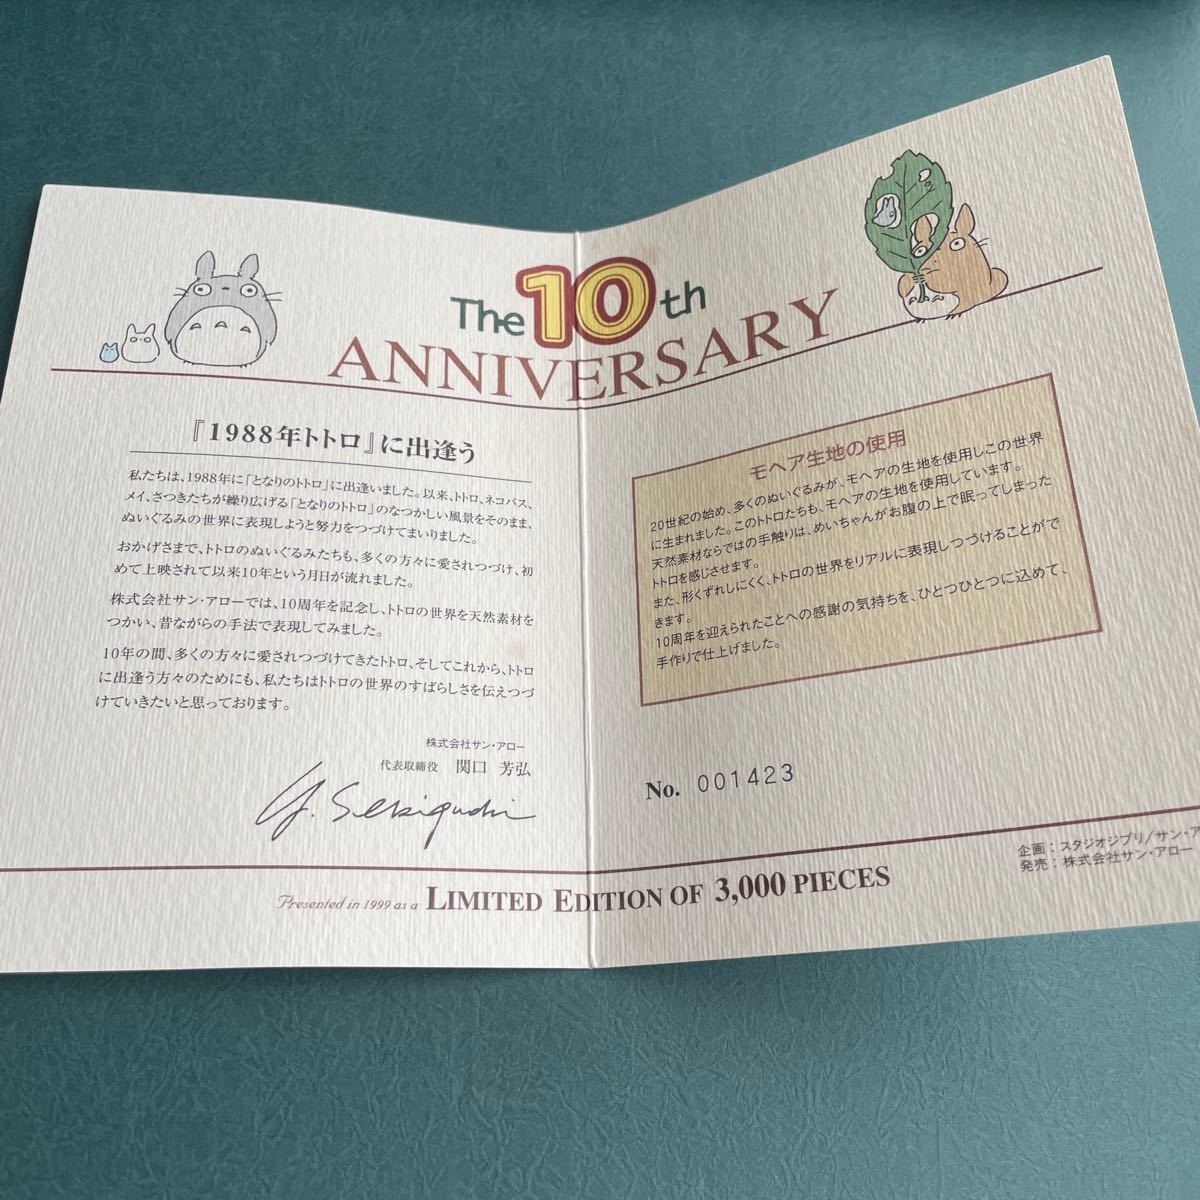 The 10th
ANNIVERSARY
『1988年トトロ』に出逢う
私たちは、1988年に「となりのトトロ」に出逢いました。以来、トトロ、ネコバス、
メイ、さつきたちが繰り広げる「となりのトトロ」のなつかしい風景をそのまま、
ぬいぐるみの世界に表現しようと努力をつづけてまいりました。
おかげさまで、トトロのぬいぐるみたちも、多くの方々に愛されつづけ、初
めて上映されて以来10年という月日が流れました。
株式会社サン・アローでは、10周年を記念し、トトロの世界を天然素材を
つかい、昔ながらの手法で表現してみました。
10年の間、多くの方々に愛されつづけてきたトトロ、そしてこれから、トトロ
に出逢う方々のためにも、私たちはトトロの世界のすばらしさを伝えつづ
けていきたいと思っております。
株式会社サン・アロー
代表取締役 関口 芳弘
Y. Sekiguchi
モヘア生地の使用
20世紀の始め、多くのぬいぐるみが、モヘアの生地を使用しこの世界
に生まれました。このトトロたちも、モヘアの生地を使用しています。
天然素材ならではの手触りは、めいちゃんがお腹の上で眠ってしまった
トトロを感じさせます。
また、形くずれしにくく、トトロの世界をリアルに表現しつづけることがで
きます。
10周年を迎えられたことへの感謝の気持ちを、ひとつひとつに込めて、
手作りで仕上げました。
No. 001423
企画：スタジオジブリ/サン・ア
発売：株式会社サン・アロー
Presented in 1999 as a LIMITED EDITION OF 3,000 PIECES